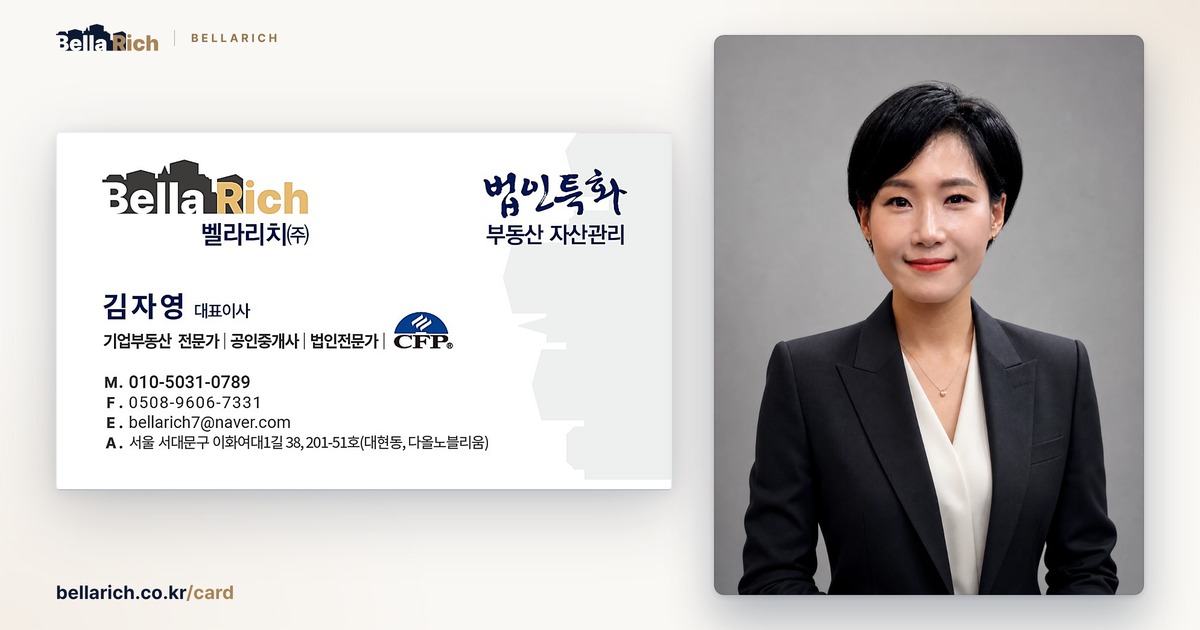 Bella Rich | BELLARICH
Bella Rich
벨라리치㈜
법인특화
부동산 자산관리
김자영 대표이사
기업부동산 전문가 | 공인중개사 | 법인전문가 | CFP®
M. 010-5031-0789
F. 0508-9606-7331
E. bellarich7@naver.com
A. 서울 서대문구 이화여대1길 38, 201-51호(대현동, 다올노블리움)
bellarich.co.kr/card